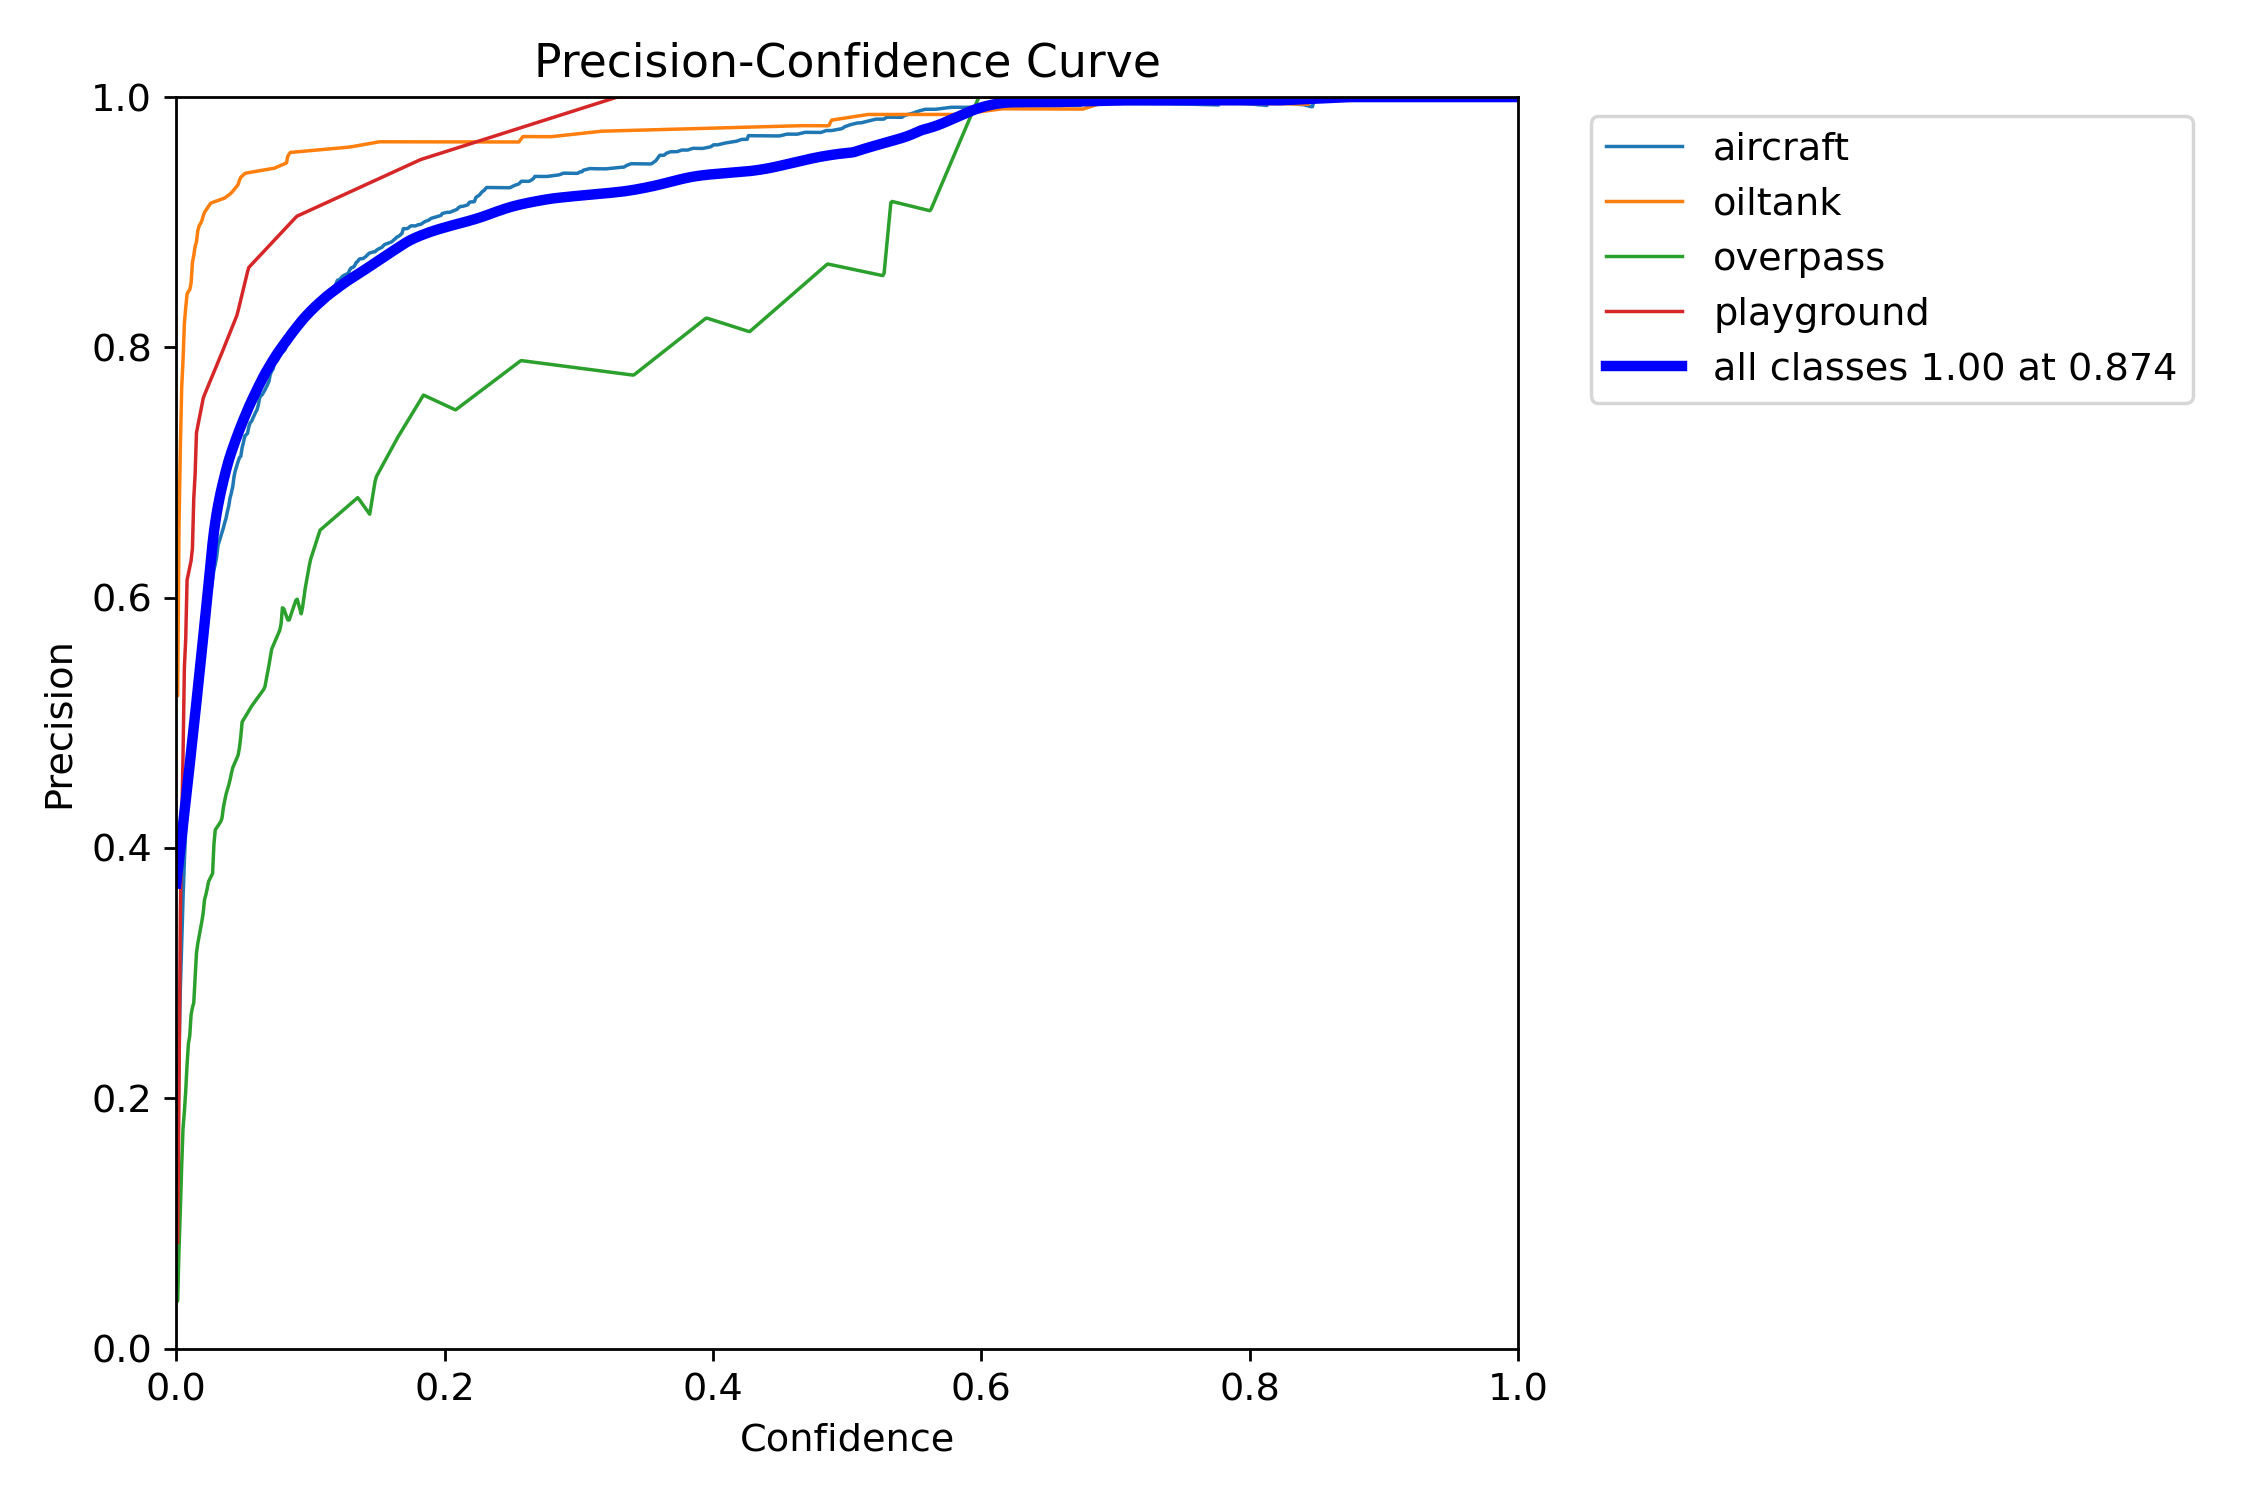 Precision-Confidence Curve
1.0
0.8
0.6
0.4
0.2
0.0
Precision
0.0 0.2 0.4 0.6 0.8 1.0
Confidence
aircraft
oiltank
overpass
playground
all classes 1.00 at 0.874